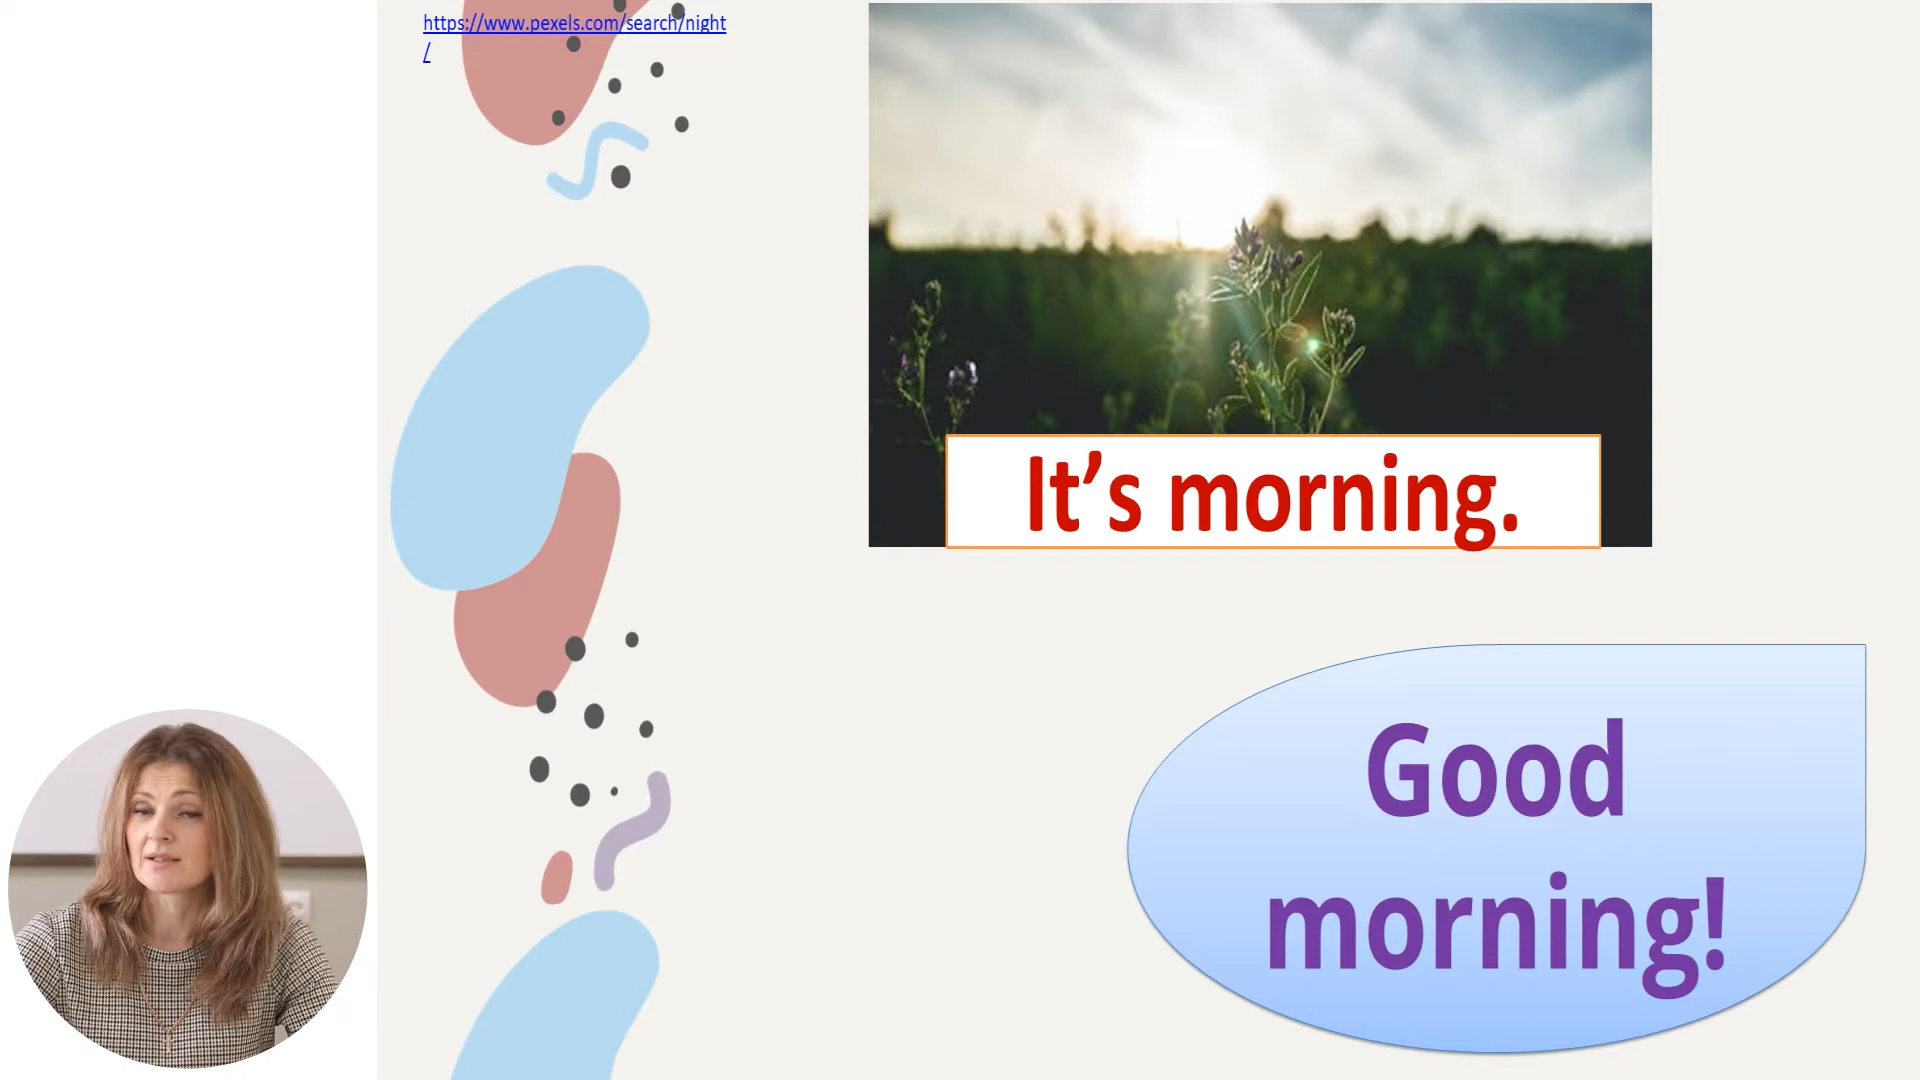 https://www.pexels.com/search/night
/
It’s morning.
Good
morning!